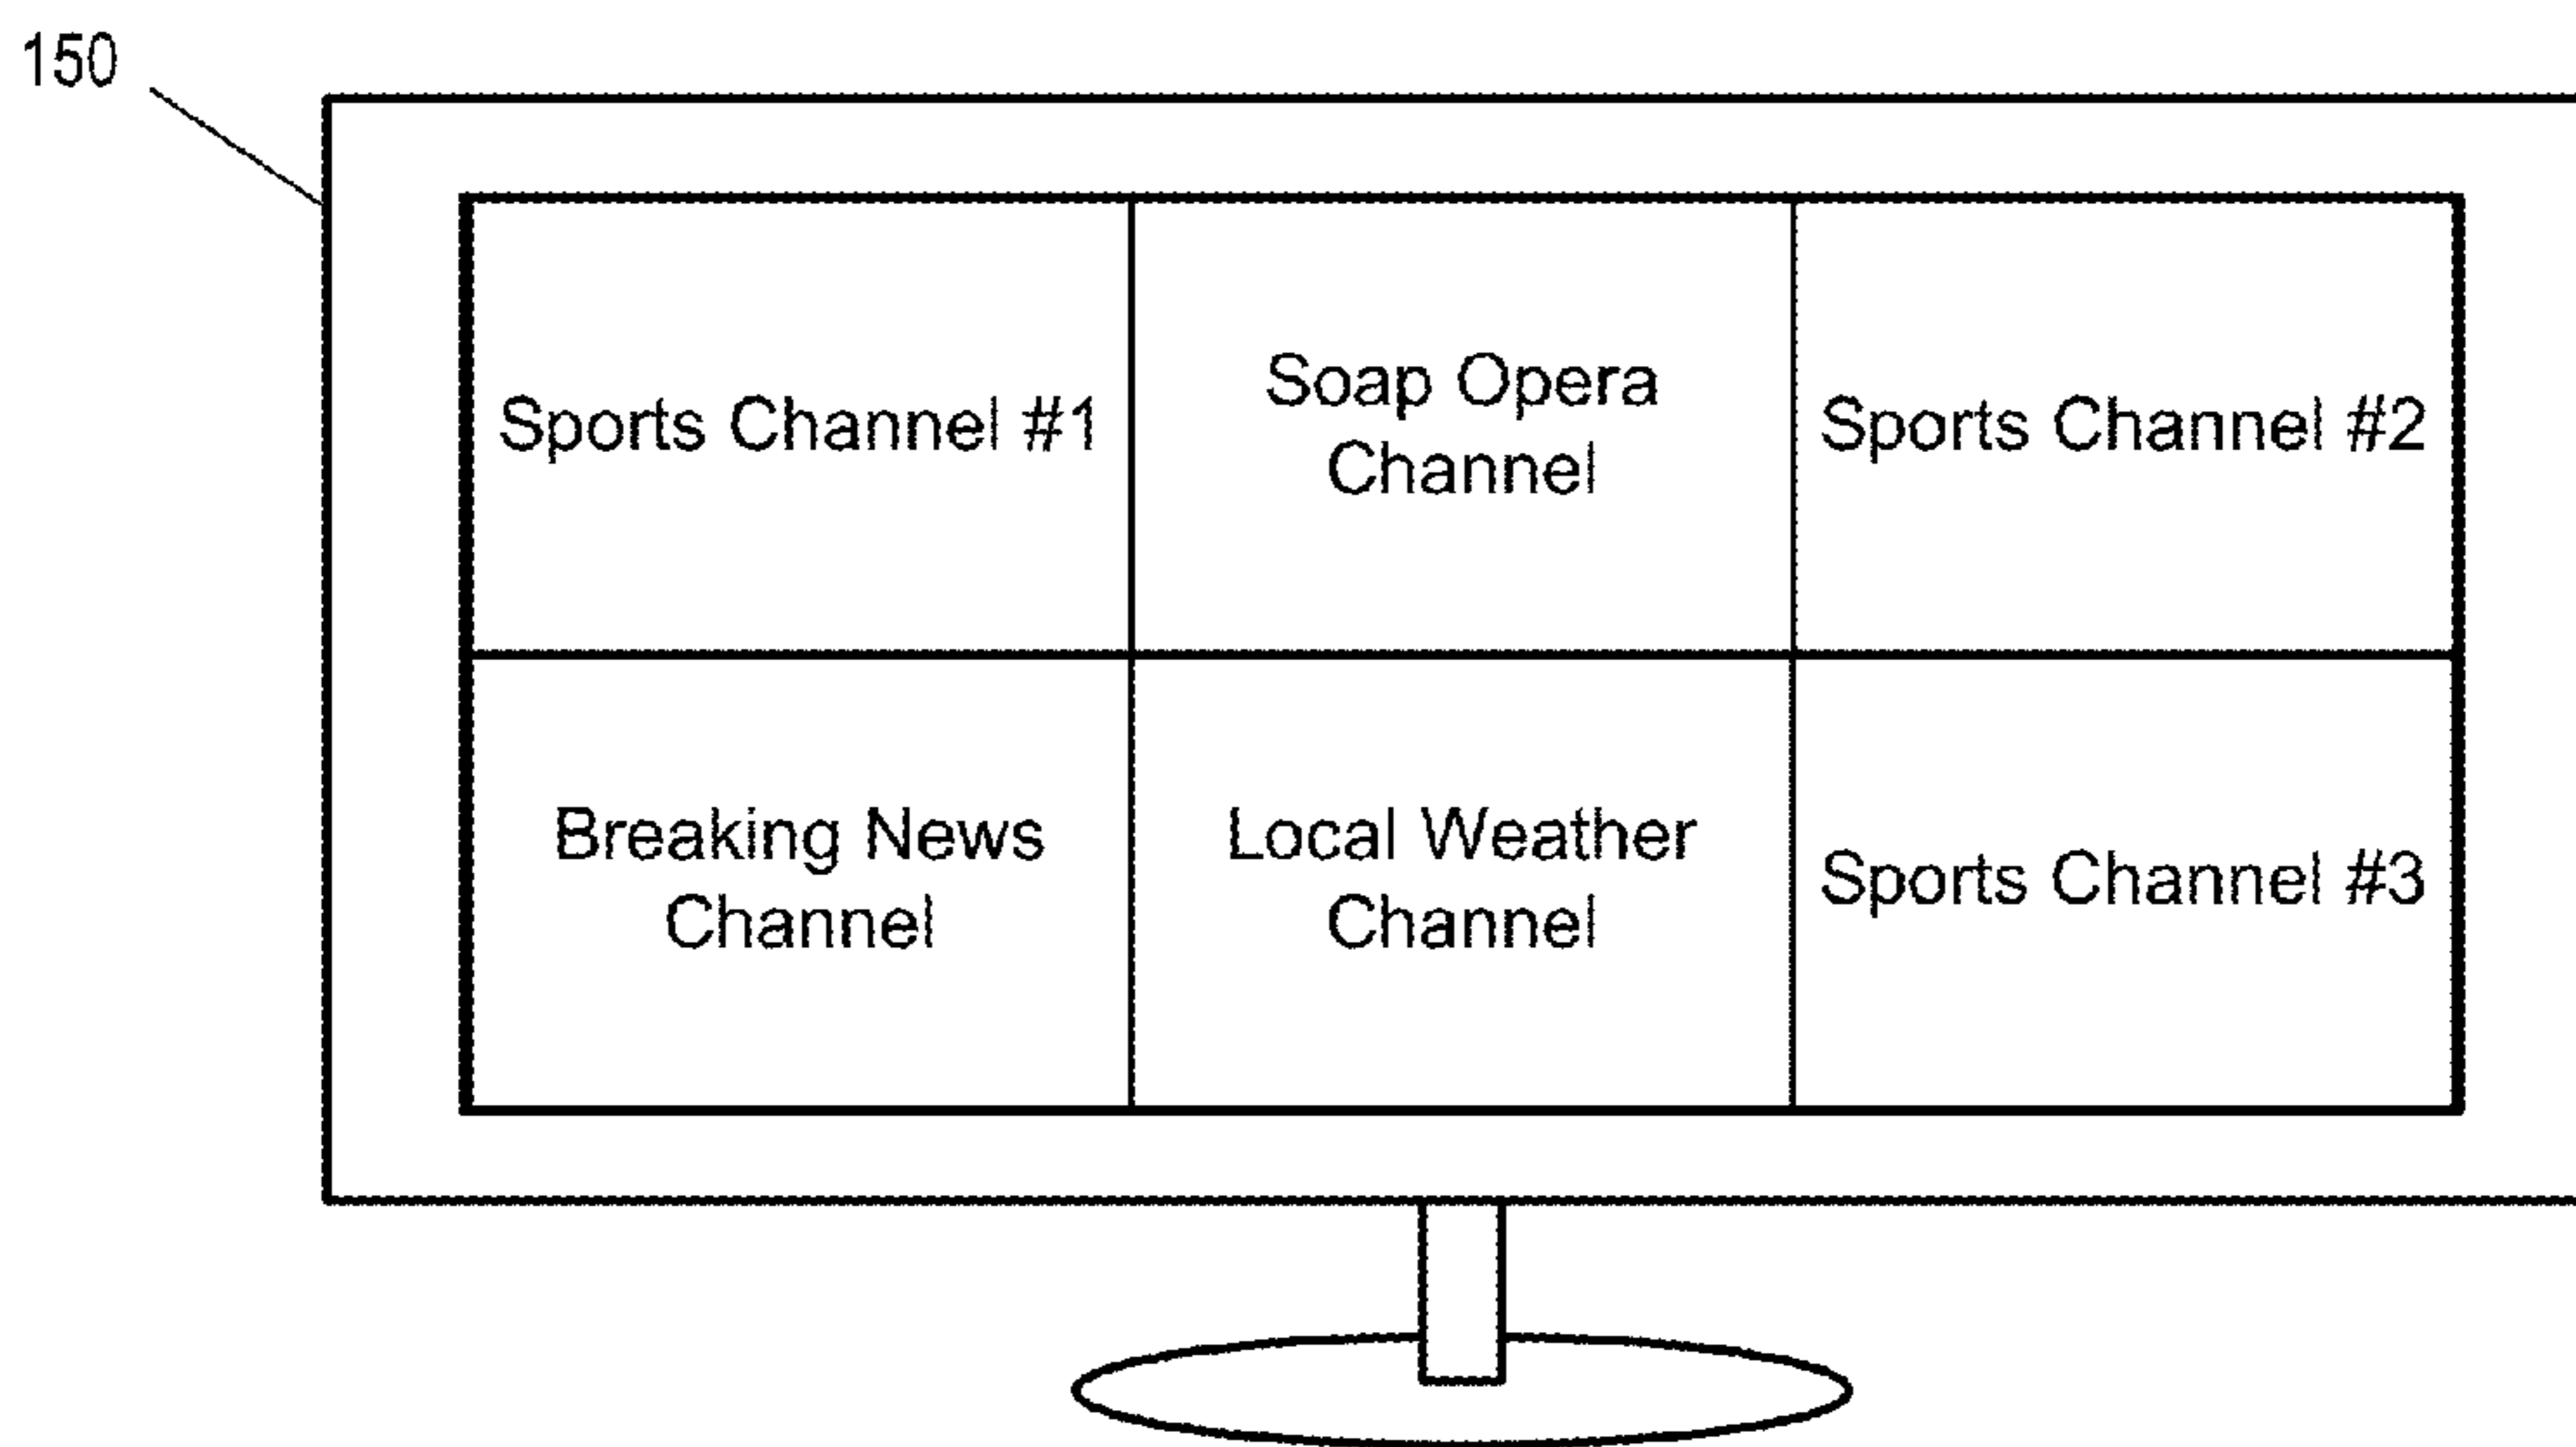 150
Sports Channel #1
Soap Opera
Channel
Sports Channel #2
Breaking News
Channel
Local Weather
Channel
Sports Channel #3